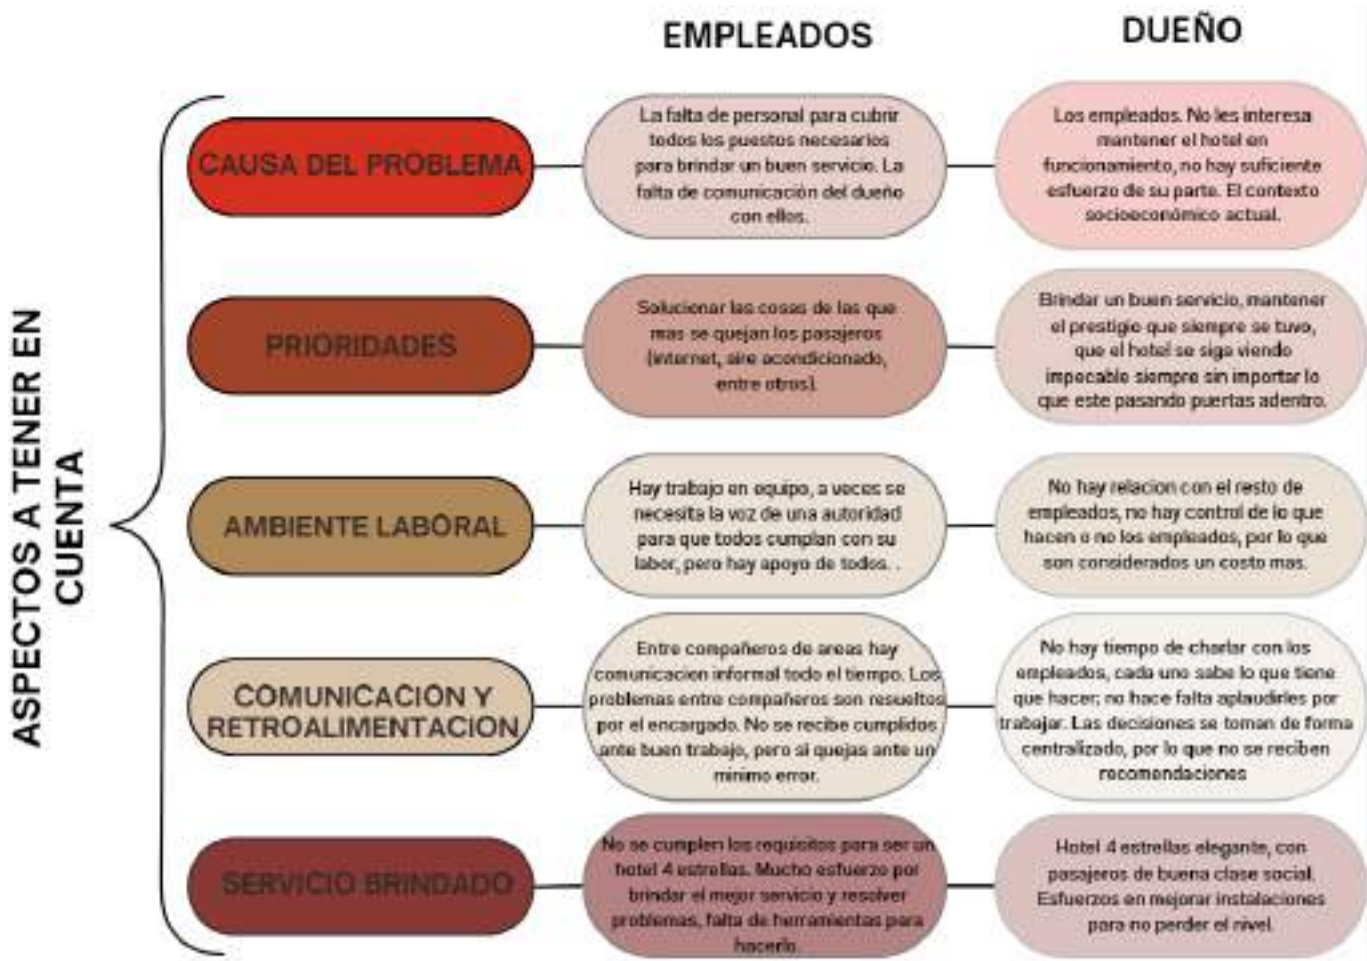 EMPLEADOS
DUEÑO
ASPECTOS A TENER EN
CUENTA
CAUSA DEL PROBLEMA
La falta de personal para cubrir
todos los puestos necesarios
para brindar un buen servicio. La
falta de comunicación del dueño
con ellos.
Los empleados. No les interesa
mantener el hotel en
funcionamiento, no hay suficiente
esfuerzo de su parte. El contexto
socioeconómico actual.
PRIORIDADES
Solucionar las cosas de las que
mas se quejan los pasajeros
(internet, aire acondicionado,
entre otros).
Brindar un buen servicio, mantener
el prestigio que siempre se tuvo,
que el hotel se siga viendo
impecable siempre sin importar lo
que este pasando puertas adentro.
AMBIENTE LABORAL
Hay trabajo en equipo, a veces se
necesita la voz de una autoridad
para que todos cumplan con su
labor, pero hay apoyo de todos. .
No hay relacion con el resto de
empleados, no hay control de lo que
hacen o no los empleados, por lo que
son considerados un costo mas.
COMUNICACION Y
RETROALIMENTACION
Entre compañeros de areas hay
comunicacion informal todo el tiempo. Los
problemas entre compañeros son resueltos
por el encargado. No se recibe cumplidos
ante buen trabajo, pero si quejas ante un
minimo error.
No hay tiempo de charlar con los
empleados, cada uno sabe lo que tiene
que hacer; no hace falta aplaudirles por
trabajar. Las decisiones se toman de forma
centralizado, por lo que no se reciben
recomendaciones
SERVICIO BRINDADO
No se cumplen los requisitos para ser un
hotel 4 estrellas. Mucho esfuerzo por
brindar el mejor servicio y resolver
problemas, falta de herramientas para
hacerlo.
Hotel 4 estrellas elegante, con
pasajeros de buena clase social.
Esfuerzos en mejorar instalaciones
para no perder el nivel.